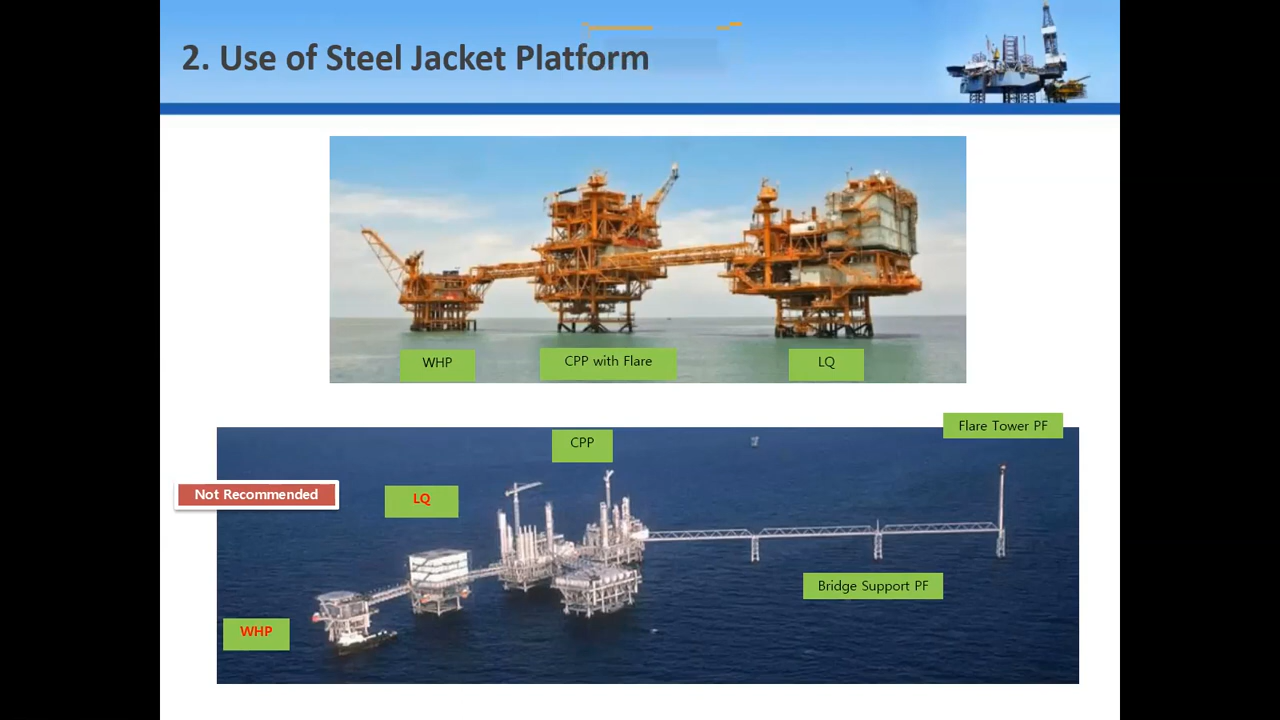 2. Use of Steel Jacket Platform
WHP
CPP with Flare
LQ
Flare Tower PF
CPP
Not Recommended
LQ
Bridge Support PF
WHP